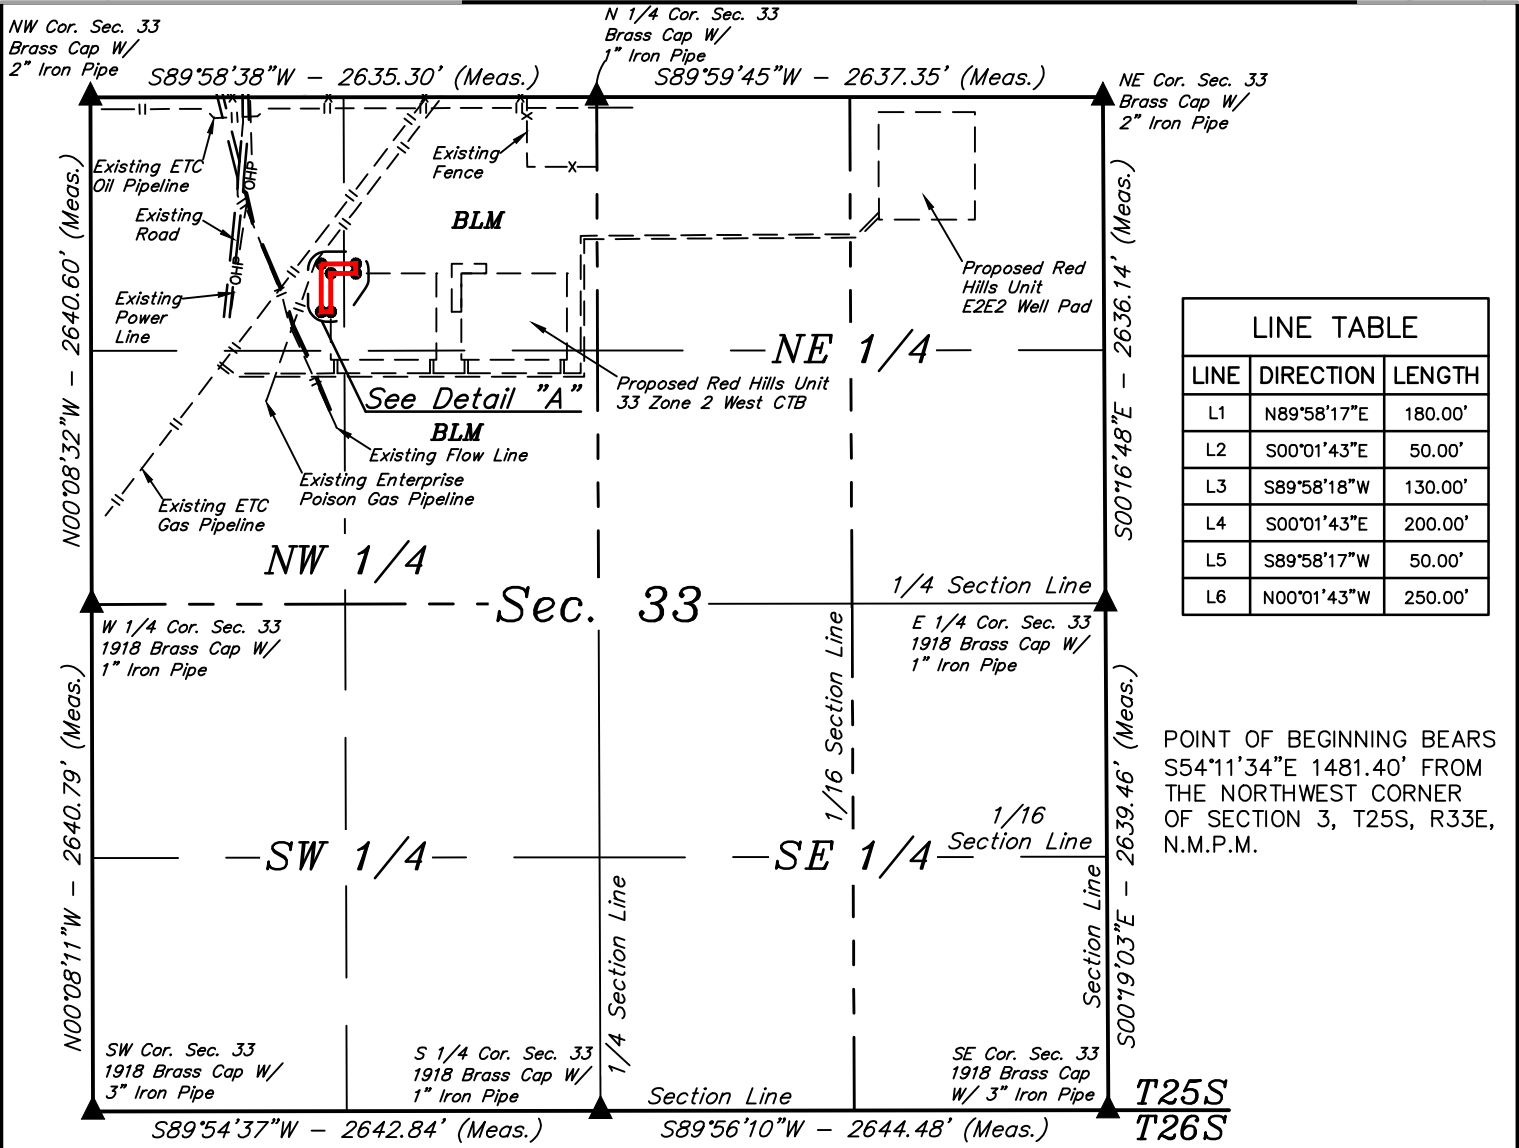 NW Cor. Sec. 33
Brass Cap W/
2" Iron Pipe
N 1/4 Cor. Sec. 33
Brass Cap W/
1" Iron Pipe
NE Cor. Sec. 33
Brass Cap W/
2" Iron Pipe
S89°58'38"W - 2635.30' (Meas.)
S89°59'45"W - 2637.35' (Meas.)
N00°08'32"W - 2640.60' (Meas.)
Existing ETC
Oil Pipeline
Existing
Road
Existing
Power
Line
OHP
OHP
Existing
Fence
BLM
Proposed Red
Hills Unit
E2E2 Well Pad
S00°16'48"E - 2636.14' (Meas.)
NE 1/4
Proposed Red Hills Unit
33 Zone 2 West CTB
See Detail "A"
BLM
Existing Flow Line
Existing Enterprise
Poison Gas Pipeline
Existing ETC
Gas Pipeline
NW 1/4
Sec. 33
1/4 Section Line
W 1/4 Cor. Sec. 33
1918 Brass Cap W/
1" Iron Pipe
E 1/4 Cor. Sec. 33
1918 Brass Cap W/
1" Iron Pipe
1/16 Section Line
N00°08'11"W - 2640.79' (Meas.)
S00°19'03"E - 2639.46' (Meas.)
SW 1/4
SE 1/4
1/16
Section Line
1/4 Section Line
Section Line
SW Cor. Sec. 33
1918 Brass Cap W/
3" Iron Pipe
S 1/4 Cor. Sec. 33
1918 Brass Cap W/
1" Iron Pipe
SE Cor. Sec. 33
1918 Brass Cap
W/ 3" Iron Pipe
Section Line
S89°54'37"W - 2642.84' (Meas.)
S89°56'10"W - 2644.48' (Meas.)
T25S
T26S
LINE TABLE
LINE DIRECTION LENGTH
L1 N89°58'17"E 180.00'
L2 S00°01'43"E 50.00'
L3 S89°58'18"W 130.00'
L4 S00°01'43"E 200.00'
L5 S89°58'17"W 50.00'
L6 N00°01'43"W 250.00'
POINT OF BEGINNING BEARS
S54°11'34"E 1481.40' FROM
THE NORTHWEST CORNER
OF SECTION 3, T25S, R33E,
N.M.P.M.